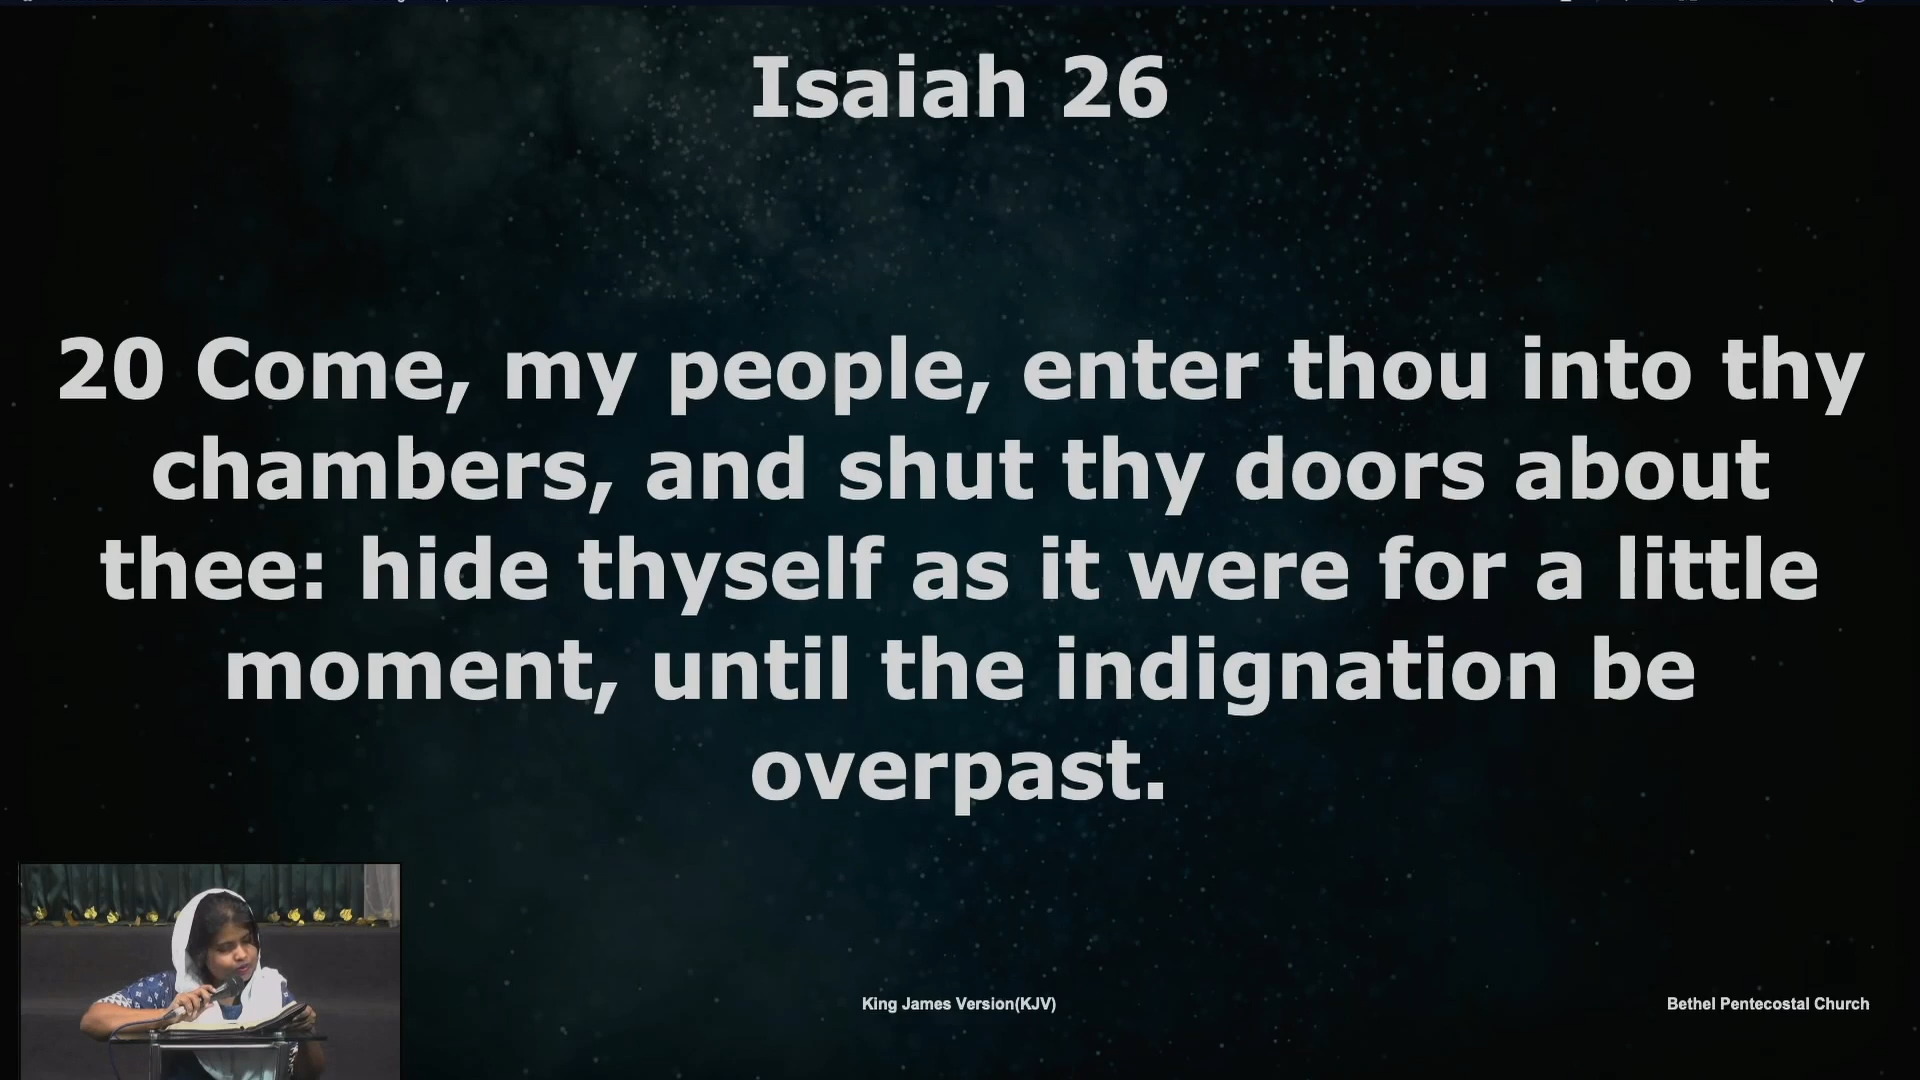 Isaiah 26
20 Come, my people, enter thou into thy
chambers, and shut thy doors about
thee: hide thyself as it were for a little
moment, until the indignation be
overpast.
King James Version(KJV)
Bethel Pentecostal Church